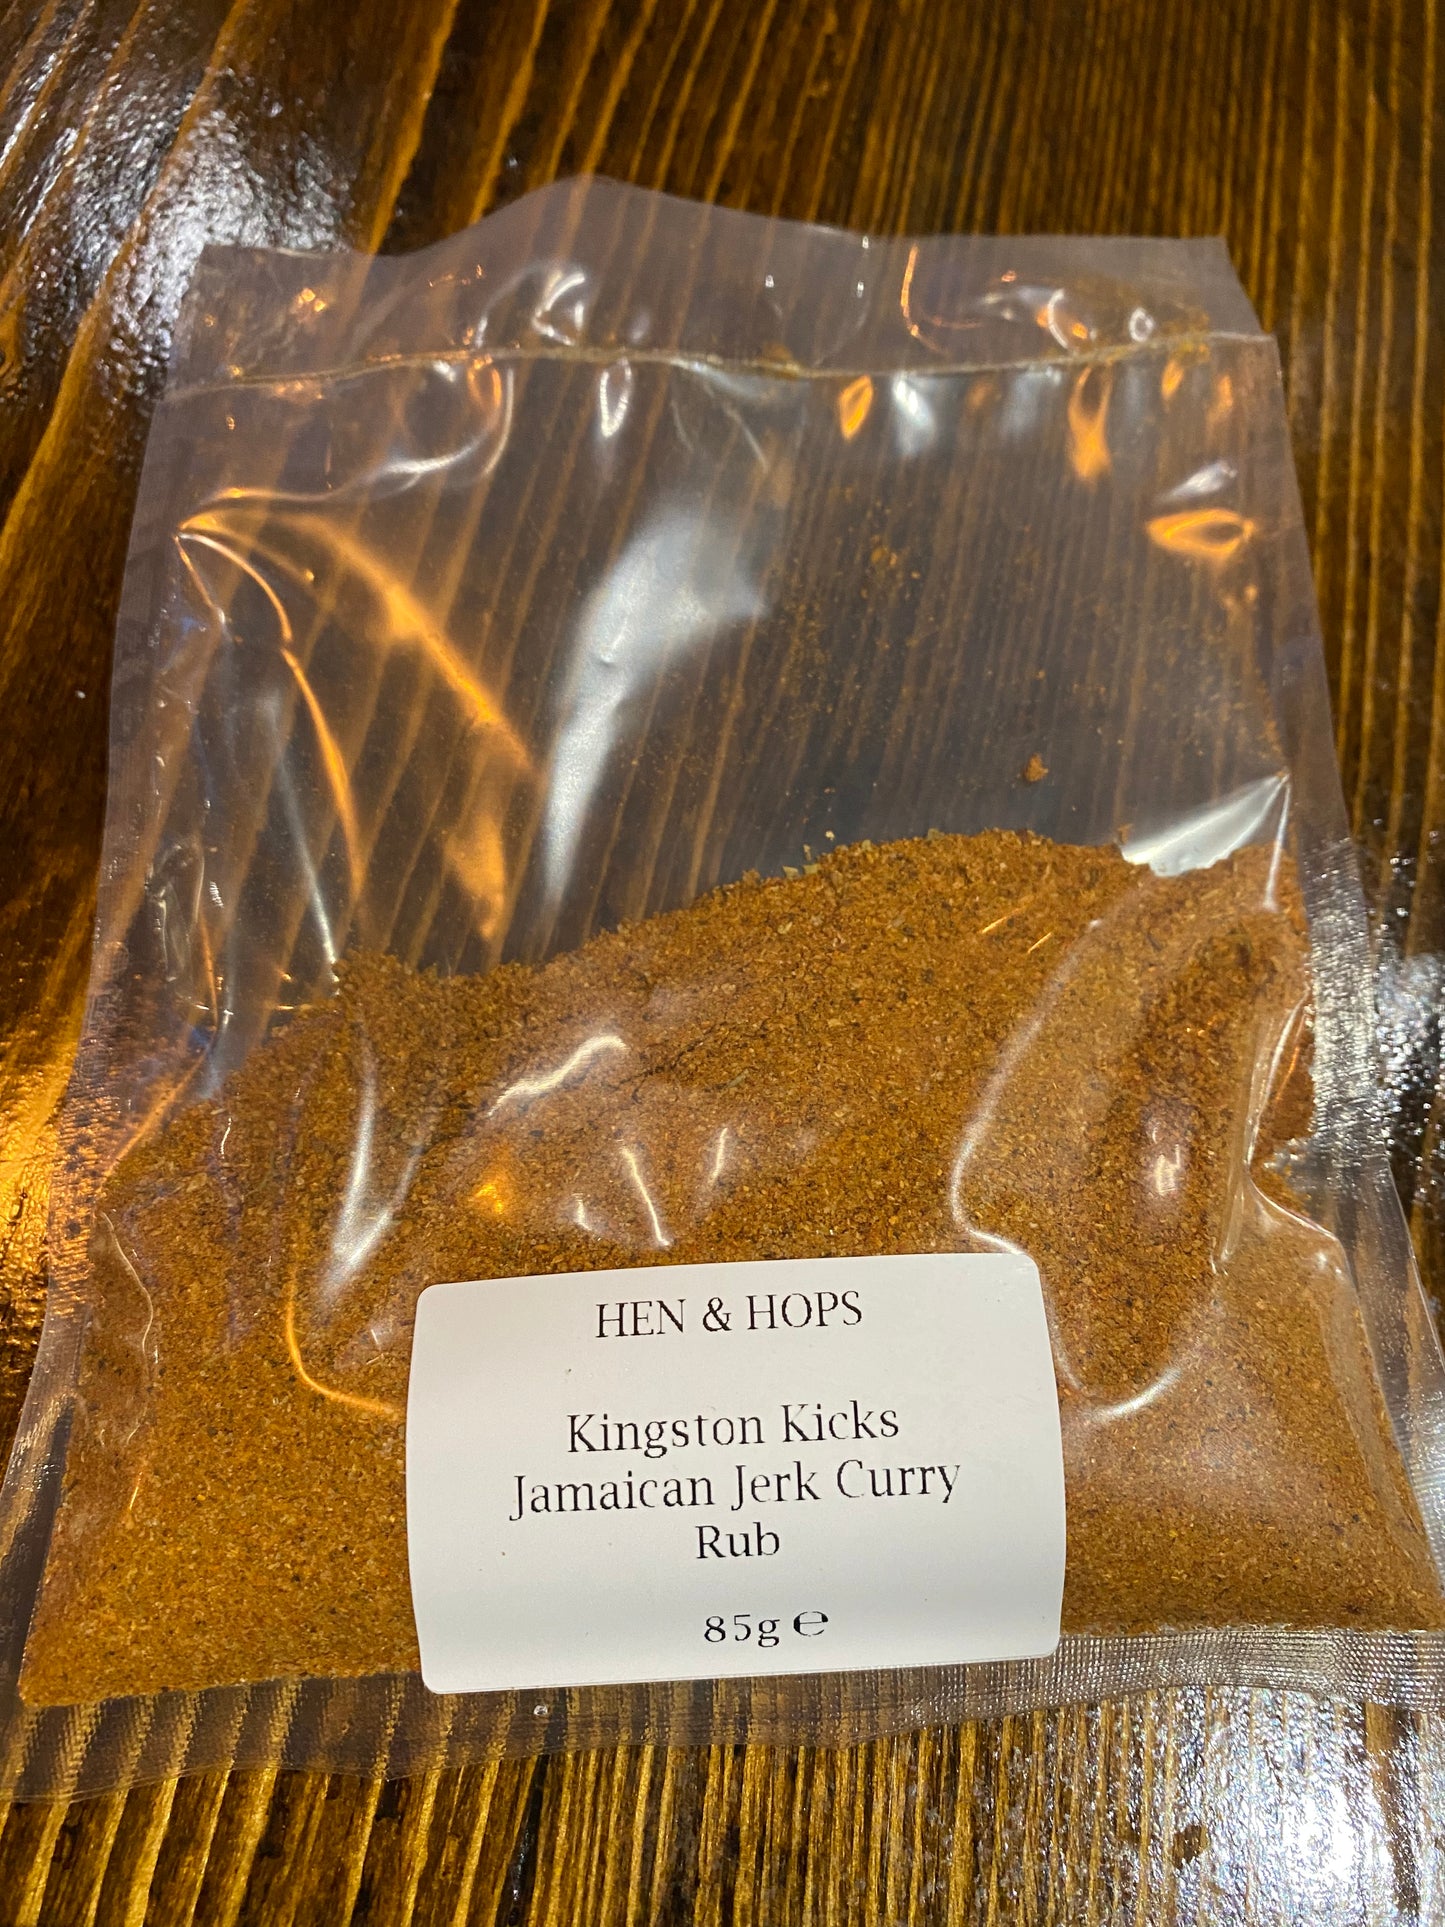 HEN & HOPS
Kingston Kicks
Jamaican Jerk Curry
Rub
85g ℮